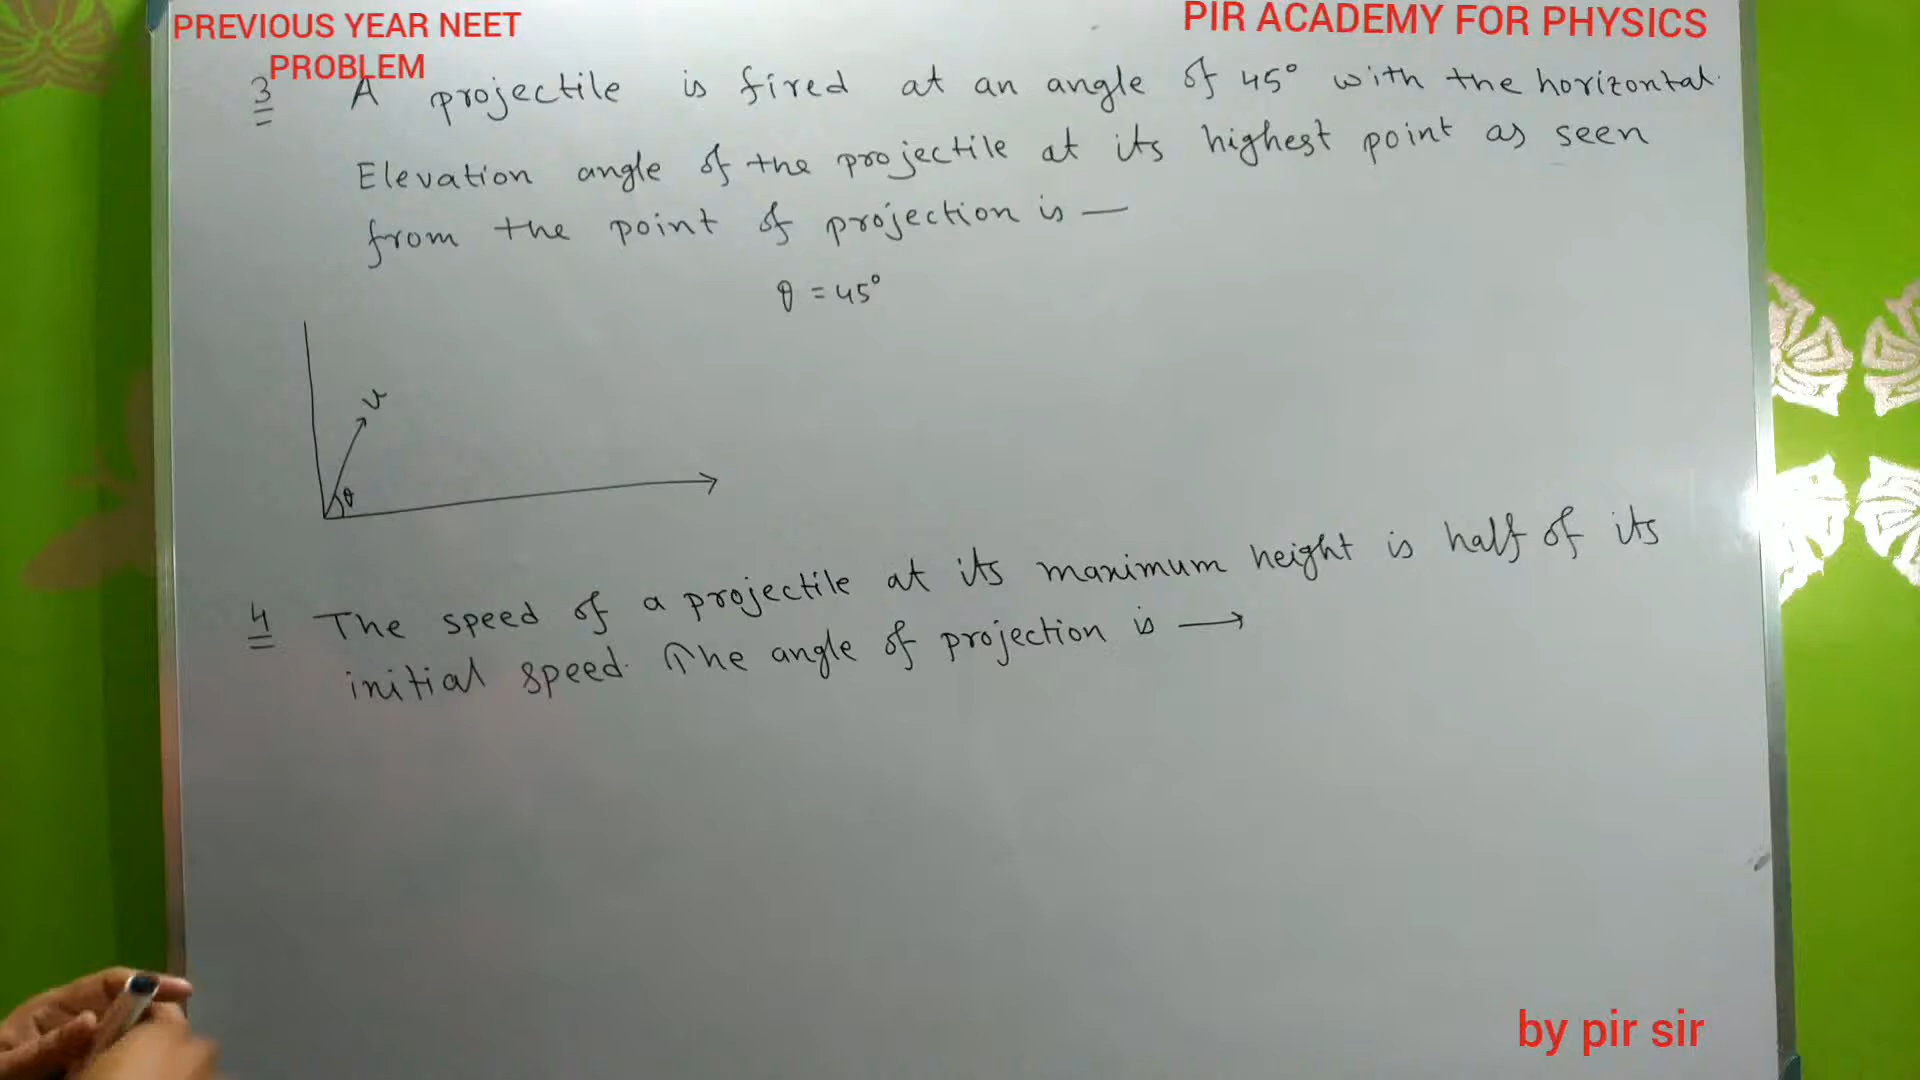 PREVIOUS YEAR NEET
PROBLEM
PIR ACADEMY FOR PHYSICS
3 A projectile is fired at an angle of 45° with the horizontal.
Elevation angle of the projectile at its highest point as seen
from the point of projection is —
θ = 45°
v
θ
4 The speed of a projectile at its maximum height is half of its
initial speed. The angle of projection is →
by pir sir